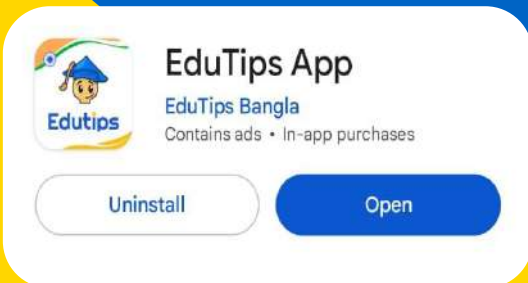 EduTips App
Edutips
EduTips Bangla
Contains ads • In-app purchases
Uninstall
Open